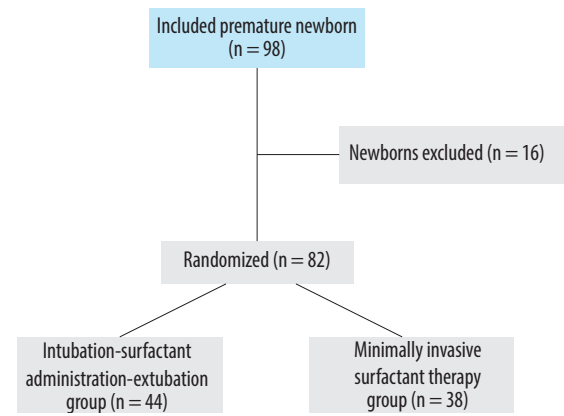 Included premature newborn
(n = 98)
Newborns excluded (n = 16)
Randomized (n = 82)
Intubation-surfactant
administration-extubation
group (n = 44)
Minimally invasive
surfactant therapy
group (n = 38)